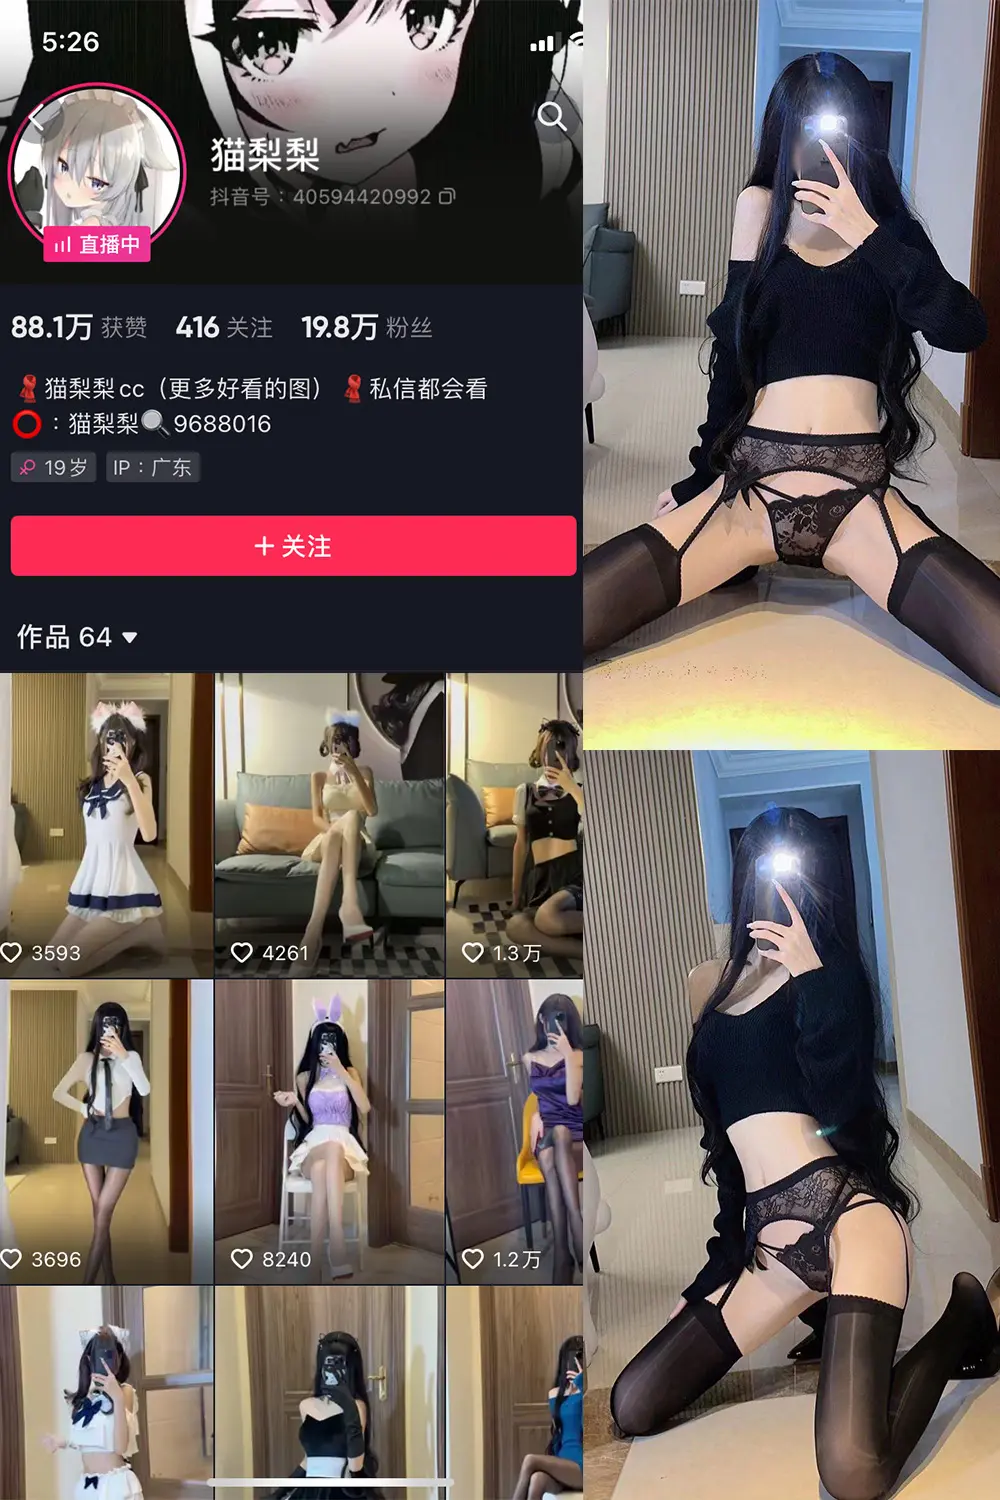 5:26
猫梨梨
抖音号：40594420992
直播中
88.1万 获赞 416 关注 19.8万 粉丝
猫梨梨cc（更多好看的图） 私信都会看
：猫梨梨 9688016
19岁 IP：广东
+ 关注
作品 64
3593 4261 1.3万
3696 8240 1.2万